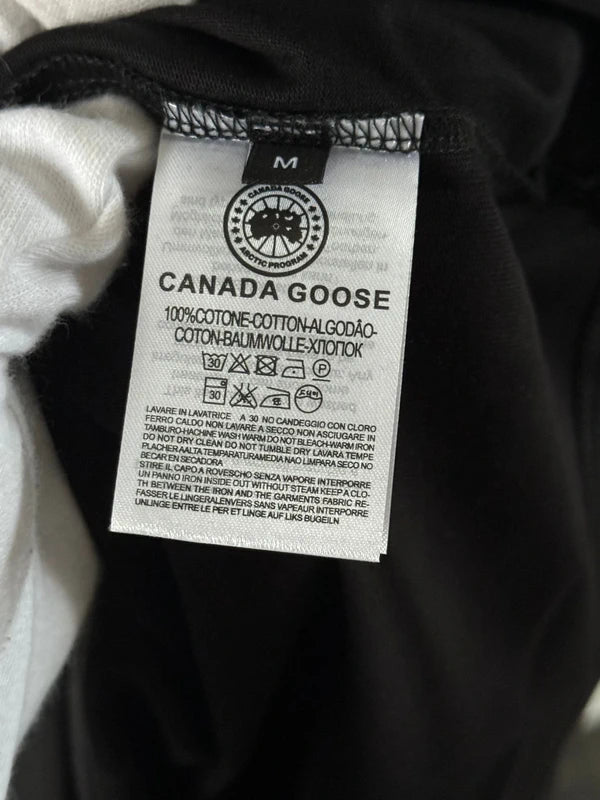 M
CANADA GOOSE
ARCTIC PROGRAM
CANADA GOOSE
100%COTONE-COTTON-ALGODÂO-
COTON-BAUMWOLLE-ХЛОПОК
30 P
30
LAVARE IN LAVATRICE . A 30 NO CANDEGGIO CON CLORO
FERRO CALDO NON LAVARE A SECCO NON ASCIUGARE IN
TAMBURO-HACHINE WASH WARM DO NOT BLEACH-WARM IRON
DO NOT DRY CLEAN DO NOT TUMBLE DRY LAVARA TEMPE
PLACHER AALTA TEMPARATURAMEDIA NAO LIMPARA SECO NO
BECAR EN SECADORA
STIRE IL CAPO A ROVESCHO SENZA VAPORE INTERPORRE
UN PANNO IRON INSIDE OUT WITHOUT STEAM KEEP A CLO-
TH BETWEEN THE IRON AND THE GARMENTS FABRIC RE-
FASSER LE LINGERALENVERS SANS VAPEAUR INTERPORRE
UNLINGE ENTRE LE PER ET LINGE AUF LIKS BUGEILN